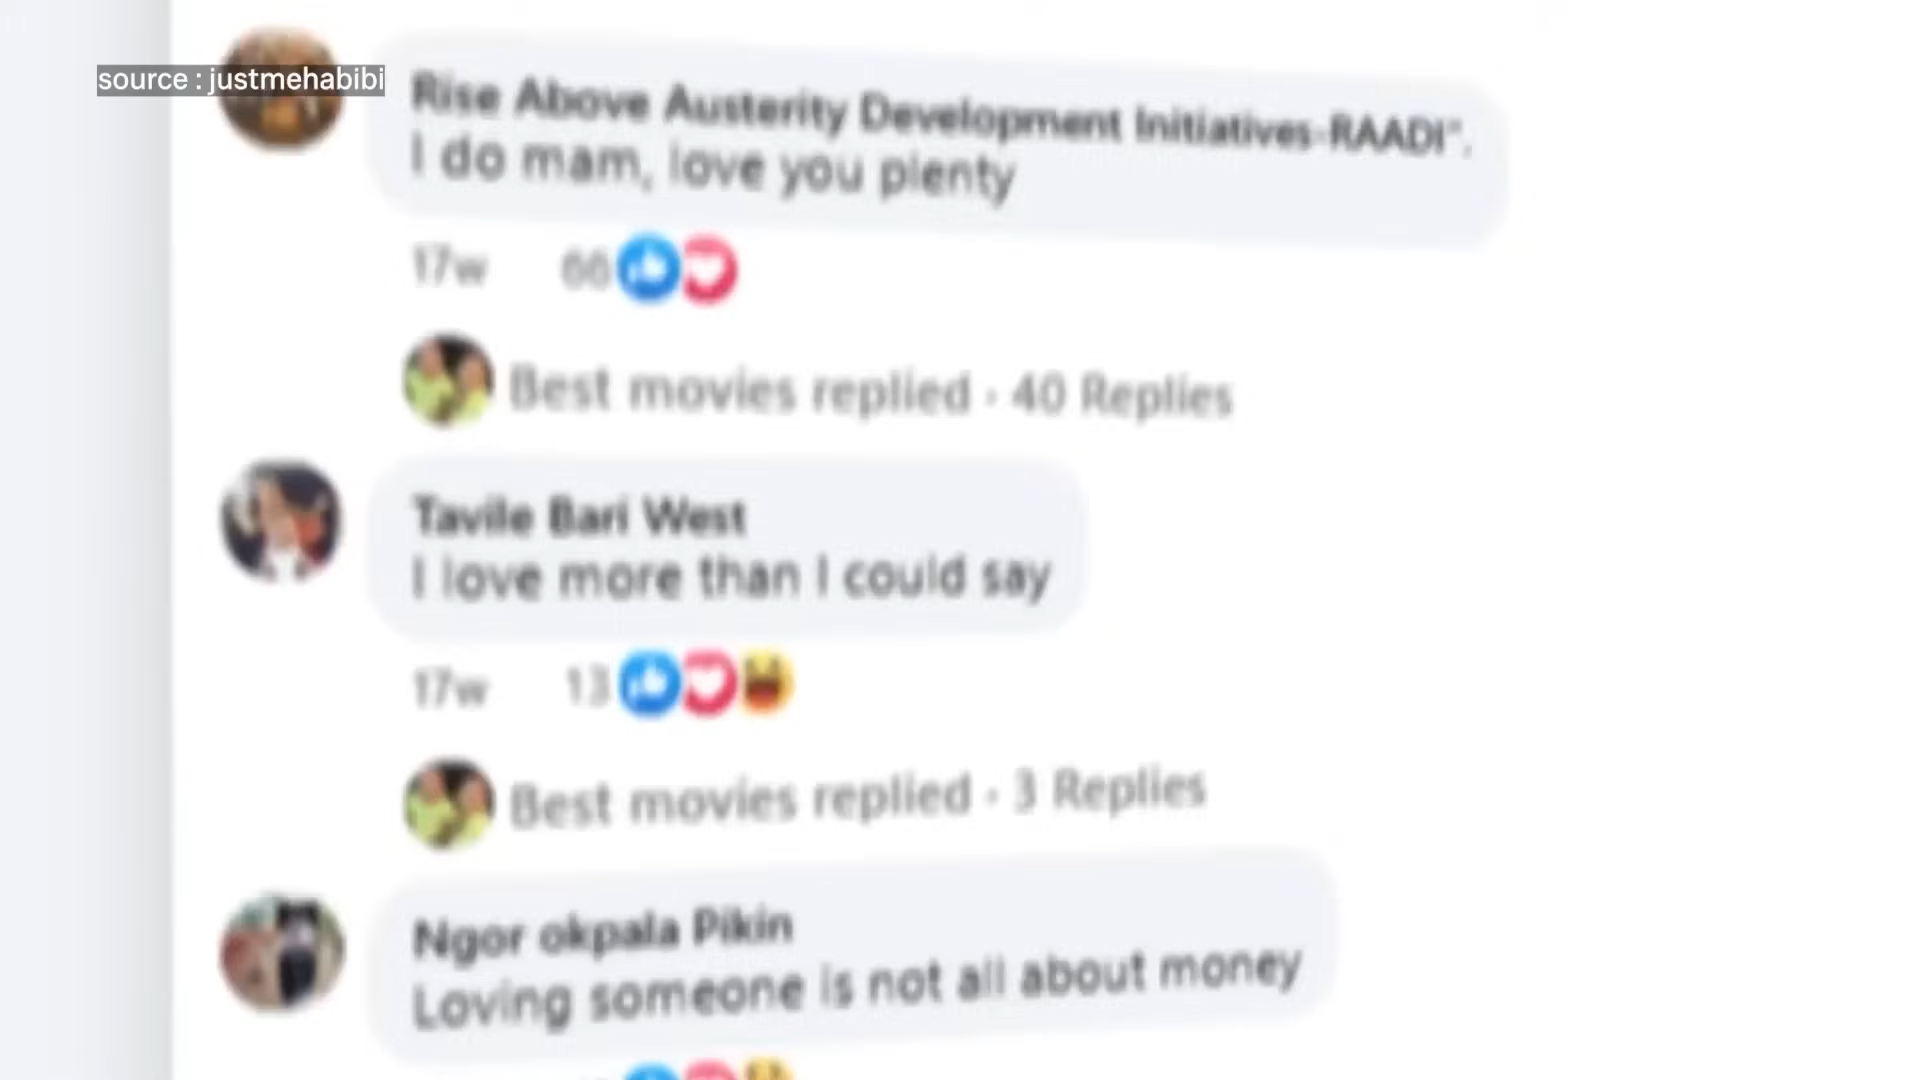 source : justmehabibi
Rise Above Austerity Development Initiatives-RAADI".
I do mam, love you plenty
17w 66
Best movies replied · 40 Replies
Tavile Bari West
I love more than I could say
17w 13
Best movies replied · 3 Replies
Ngor okpala Pikin
Loving someone is not all about money